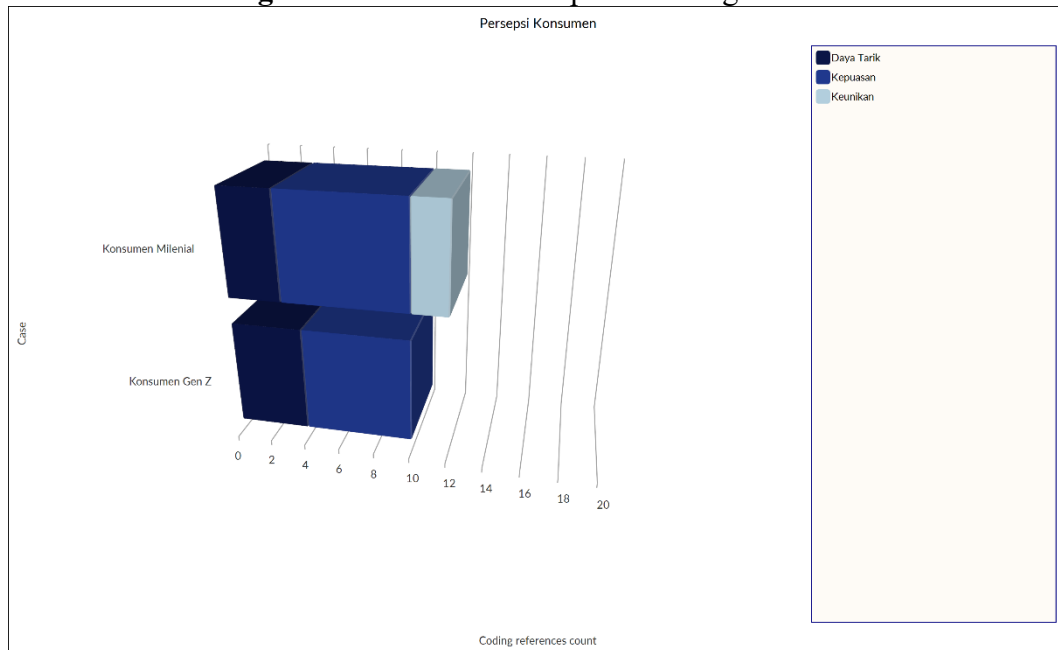 Persepsi Konsumen
Daya Tarik
Kepuasan
Keunikan
Konsumen Milenial
Konsumen Gen Z
Case
0
2
4
6
8
10
12
14
16
18
20
Coding references count